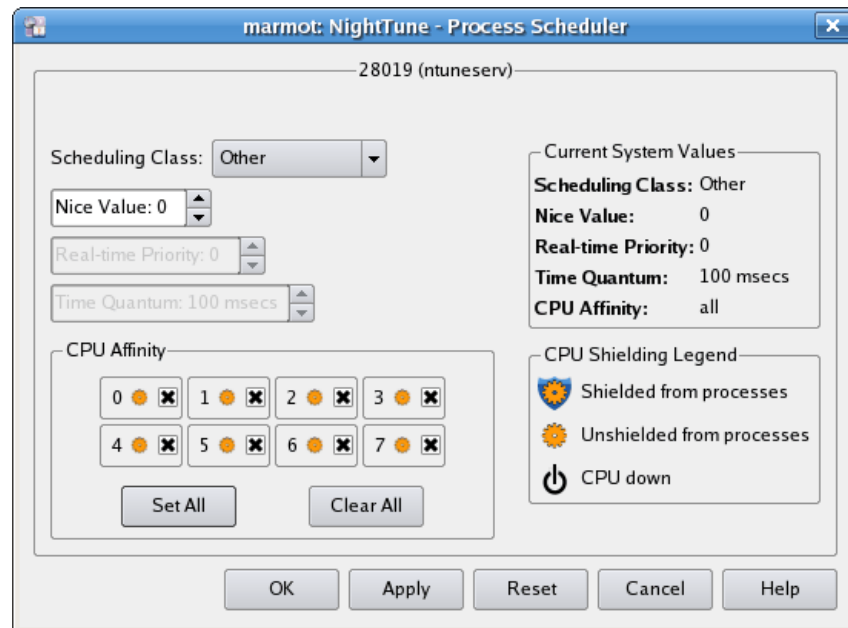 marmot: NightTune - Process Scheduler
28019 (ntuneserv)
Scheduling Class: Other
Nice Value: 0
Real-time Priority: 0
Time Quantum: 100 msecs
Current System Values
Scheduling Class: Other
Nice Value: 0
Real-time Priority: 0
Time Quantum: 100 msecs
CPU Affinity: all
CPU Affinity
0 1 2 3
4 5 6 7
Set All Clear All
CPU Shielding Legend
Shielded from processes
Unshielded from processes
CPU down
OK Apply Reset Cancel Help